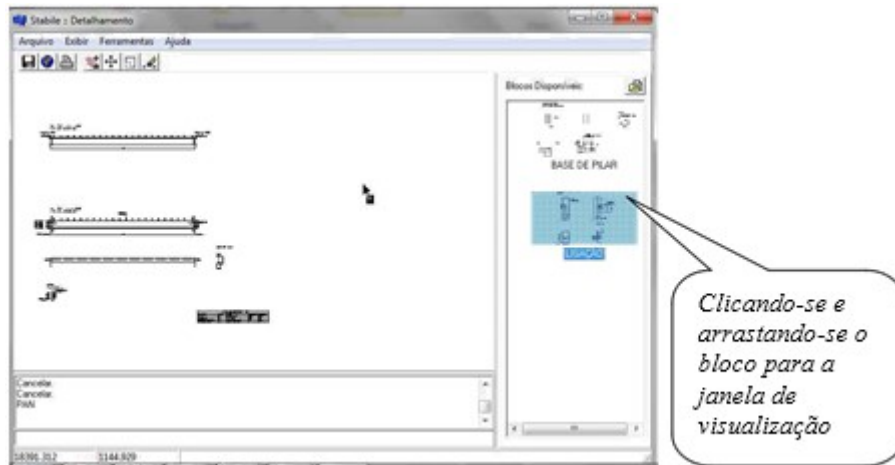 Stabile :: Detalhamento
Arquivo Exibir Ferramentas Ajuda
Blocos Disponíveis:
BASE DE PILAR
LIGAÇÃO
Clicando-se e
arrastando-se o
bloco para a
janela de
visualização
Cancelar.
Cancelar.
PAN
18391.312 1144.929